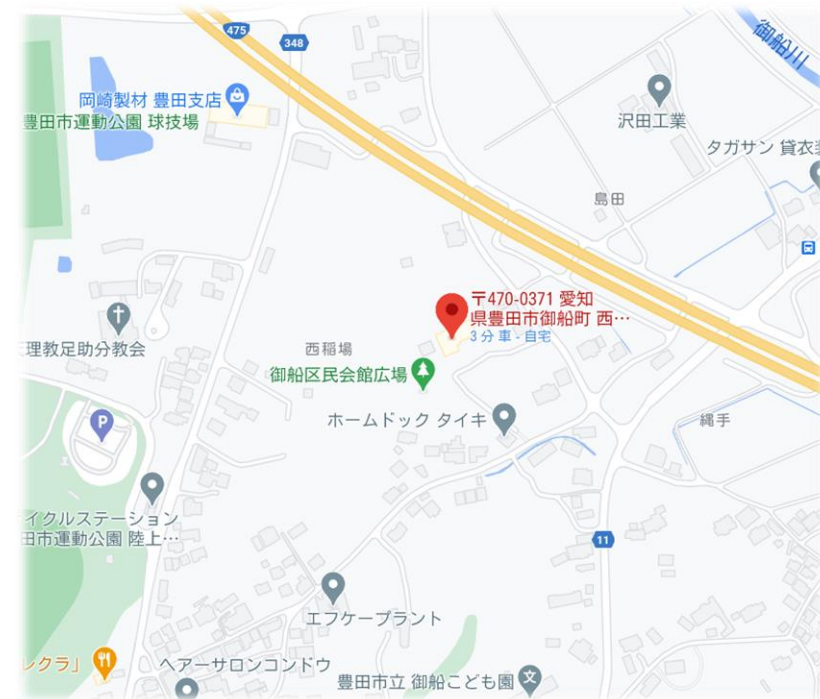 475
348
御船川
岡崎製材 豊田支店
豊田市運動公園 球技場
沢田工業
タガサン 貸衣装
島田
〒470-0371 愛知
県豊田市御船町 西…
3 分 車 - 自宅
理教足助分教会
西稲場
御船区民会館広場
ホームドック タイキ
縄手
P
イクルステーション
田市運動公園 陸上…
11
エフケープラント
レクラ」
ヘアーサロンコンドウ
豊田市立 御船こども園
文